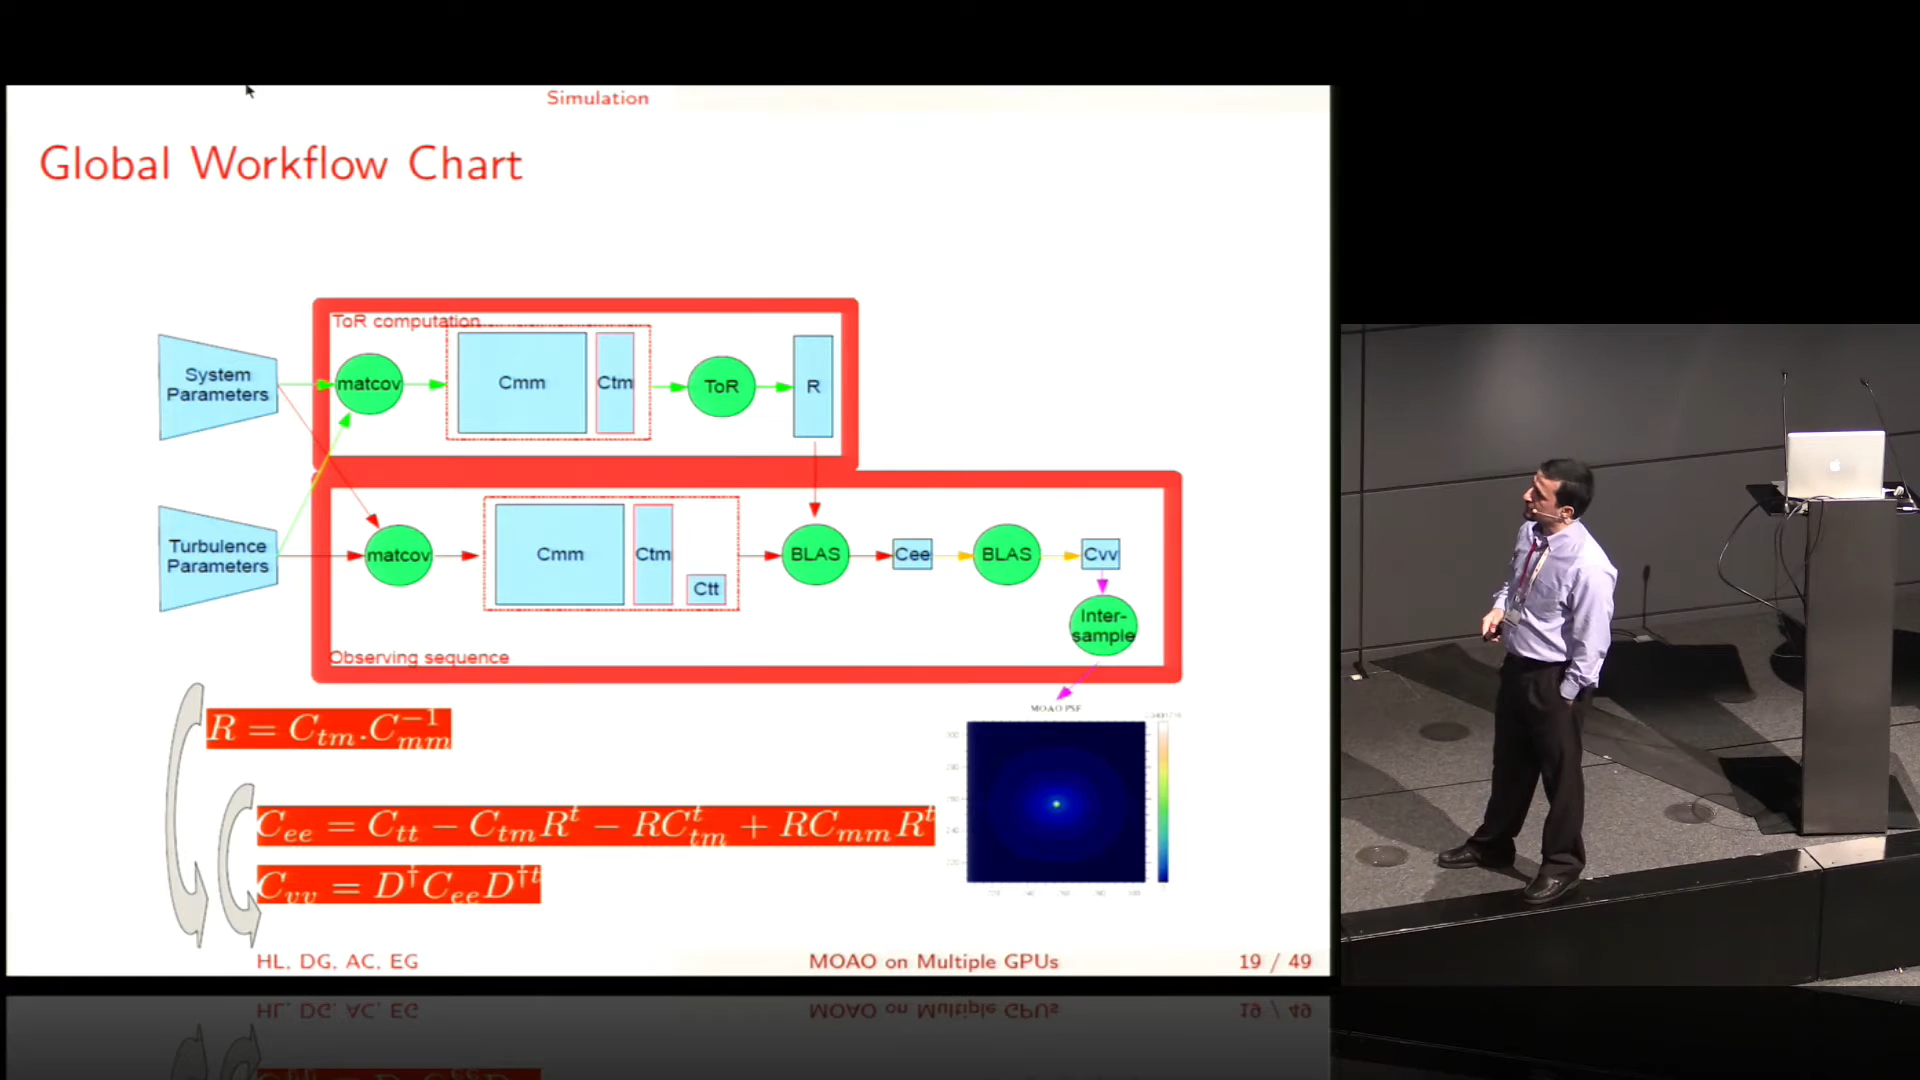 Simulation
Global Workflow Chart
ToR computation
System
Parameters
matcov
Cmm
Ctm
ToR
R
Turbulence
Parameters
matcov
Cmm
Ctm
Ctt
BLAS
Cee
BLAS
Cvv
Inter-
sample
Observing sequence
MOAO PSF
R = C_{tm}.C_{mm}^{-1}
C_{ee} = C_{tt} − C_{tm}R^t − RC_{tm}^t + RC_{mm}R^t
C_{vv} = D^†C_{ee}D^{†t}
HL, DG, AC, EG
MOAO on Multiple GPUs
19 / 49